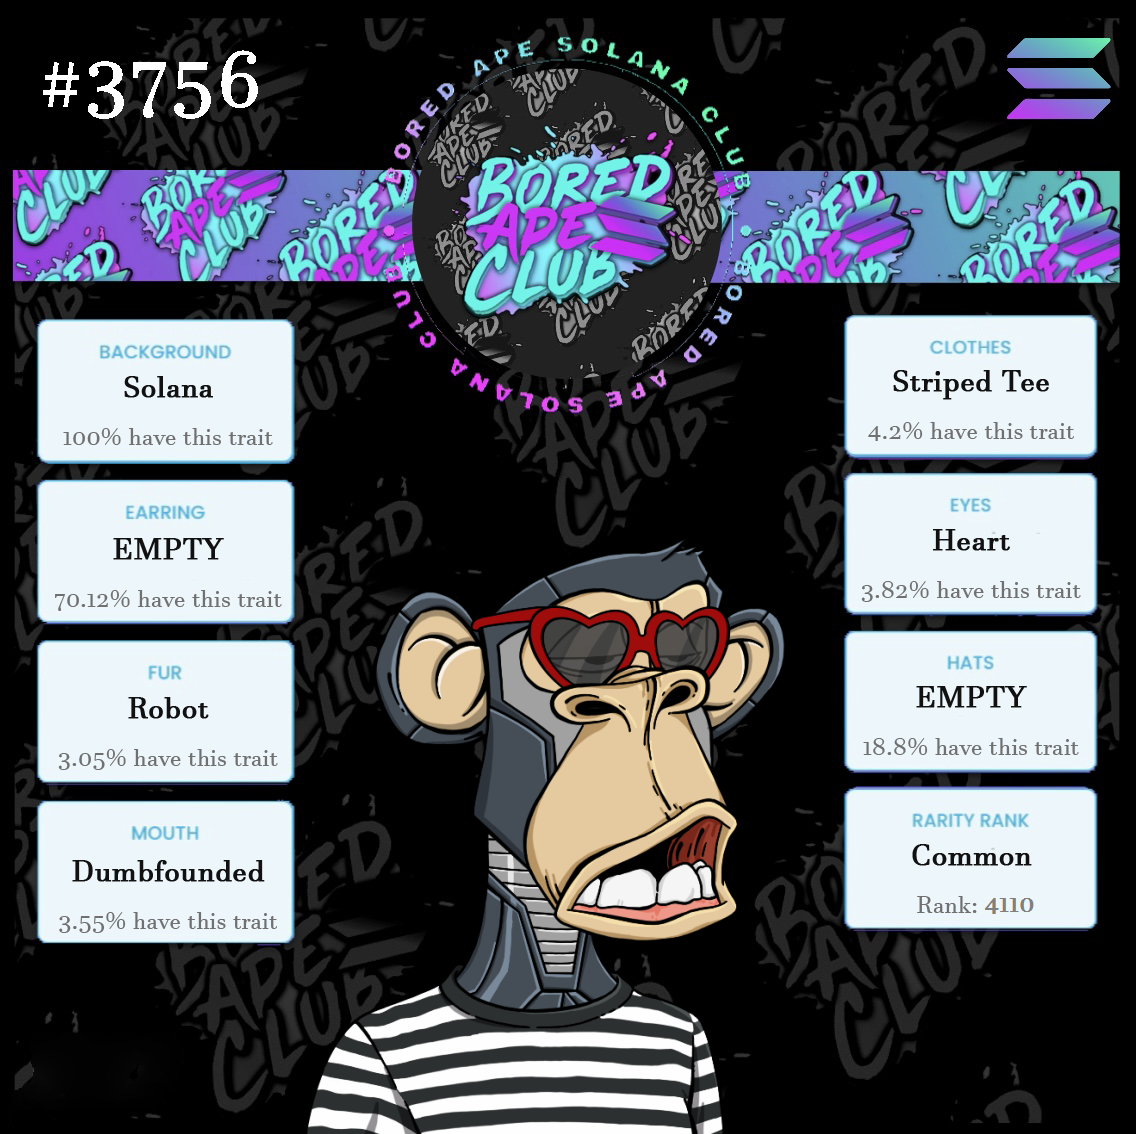 #3756
BORED APE SOLANA CLUB
BORED APE SOLANA CLUB
BORED
APE
CLUB
BACKGROUND
Solana
100% have this trait
EARRING
EMPTY
70.12% have this trait
FUR
Robot
3.05% have this trait
MOUTH
Dumbfounded
3.55% have this trait
CLOTHES
Striped Tee
4.2% have this trait
EYES
Heart
3.82% have this trait
HATS
EMPTY
18.8% have this trait
RARITY RANK
Common
Rank: 4110